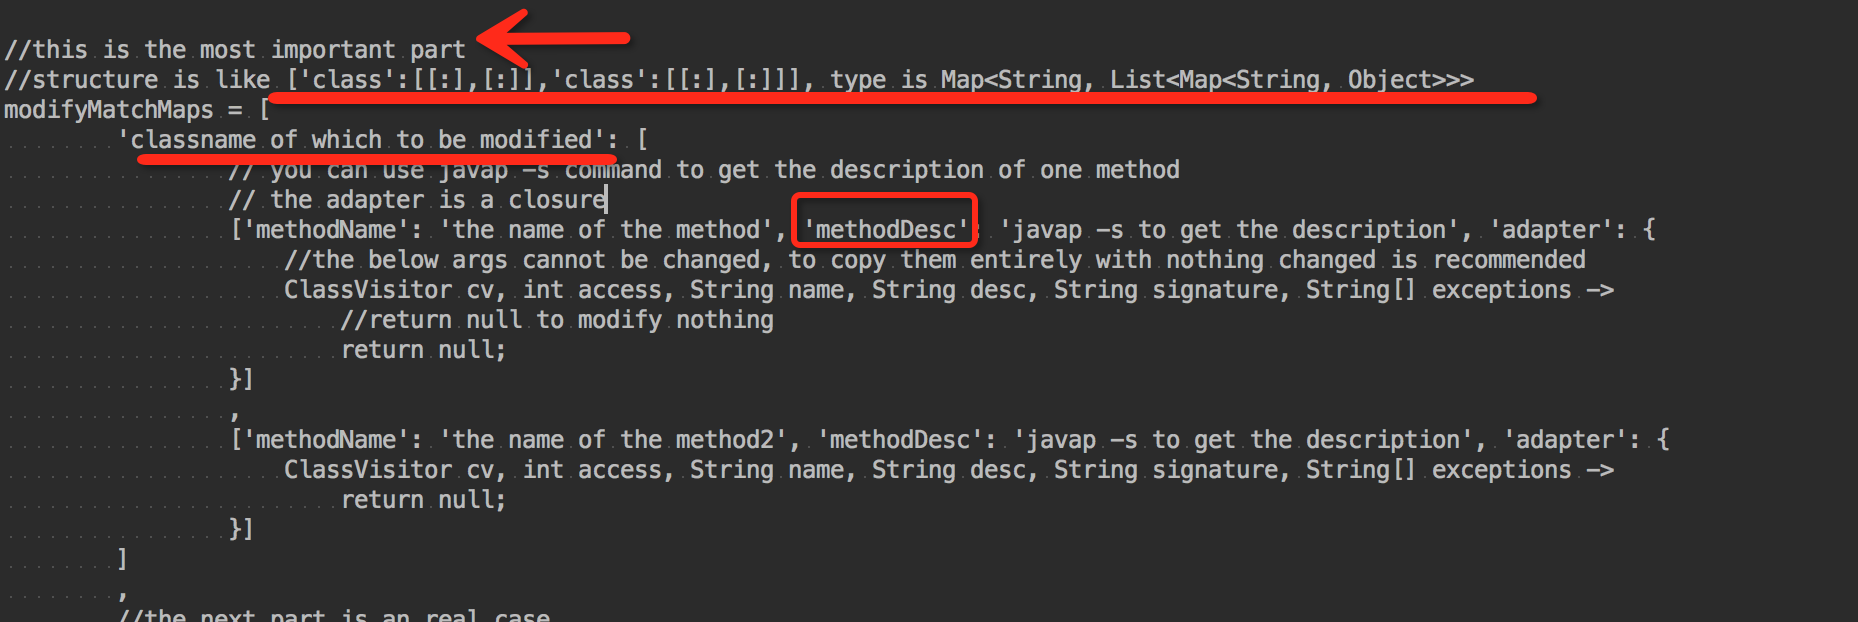 //this is the most important part
//structure is like ['class':[[:],[:]],'class':[[:],[:]]], type is Map<String, List<Map<String, Object>>>
modifyMatchMaps = [
'classname of which to be modified': [
// you can use javap -s command to get the description of one method
// the adapter is a closure
['methodName': 'the name of the method', 'methodDesc': 'javap -s to get the description', 'adapter': {
//the below args cannot be changed, to copy them entirely with nothing changed is recommended
ClassVisitor cv, int access, String name, String desc, String signature, String[] exceptions ->
//return null to modify nothing
return null;
}]
,
['methodName': 'the name of the method2', 'methodDesc': 'javap -s to get the description', 'adapter': {
ClassVisitor cv, int access, String name, String desc, String signature, String[] exceptions ->
return null;
}]
]
,
//the next part is an real case